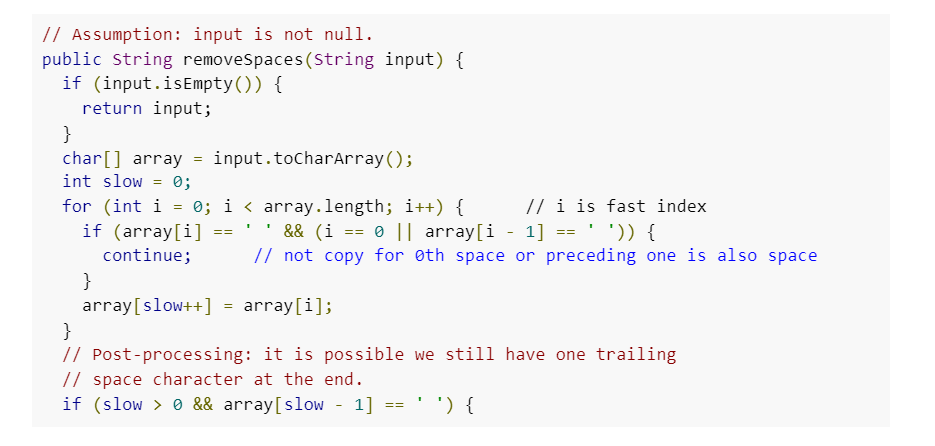 // Assumption: input is not null.
public String removeSpaces(String input) {
  if (input.isEmpty()) {
    return input;
  }
  char[] array = input.toCharArray();
  int slow = 0;
  for (int i = 0; i < array.length; i++) {      // i is fast index
    if (array[i] == ' ' && (i == 0 || array[i - 1] == ' ')) {
      continue;      // not copy for 0th space or preceding one is also space
    }
    array[slow++] = array[i];
  }
  // Post-processing: it is possible we still have one trailing
  // space character at the end.
  if (slow > 0 && array[slow - 1] == ' ') {